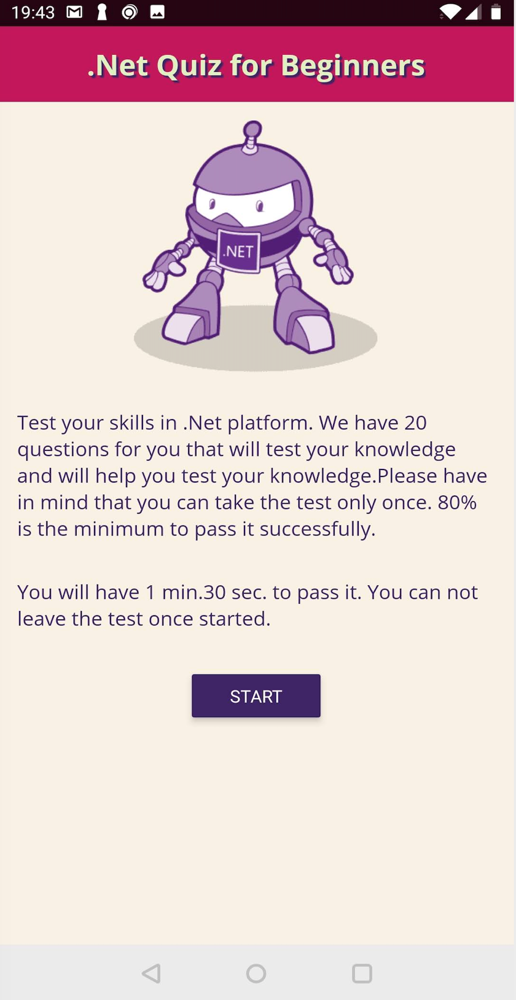 19:43
.Net Quiz for Beginners
.NET
Test your skills in .Net platform. We have 20
questions for you that will test your knowledge
and will help you test your knowledge.Please have
in mind that you can take the test only once. 80%
is the minimum to pass it successfully.
You will have 1 min.30 sec. to pass it. You can not
leave the test once started.
START